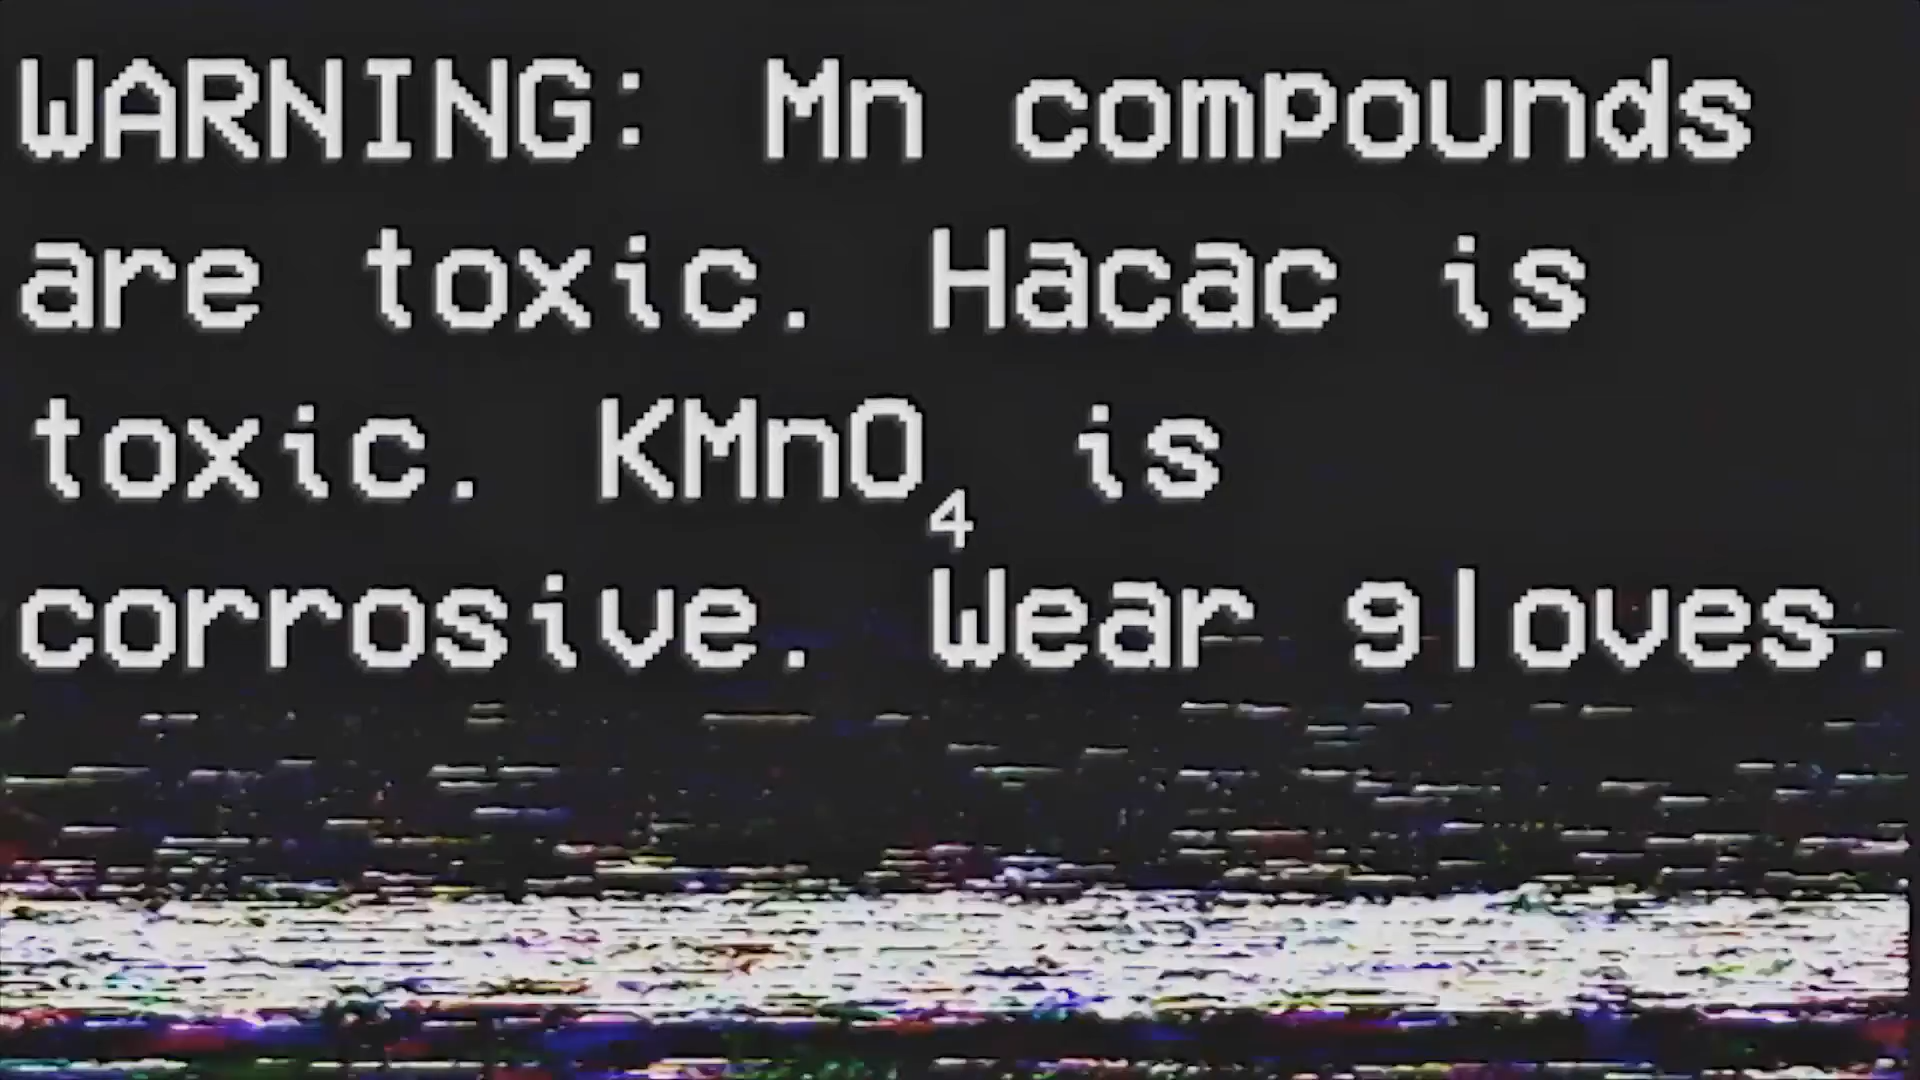 WARNING: Mn compounds
are toxic. Hacac is
toxic. KMnO₄ is
corrosive. Wear gloves.